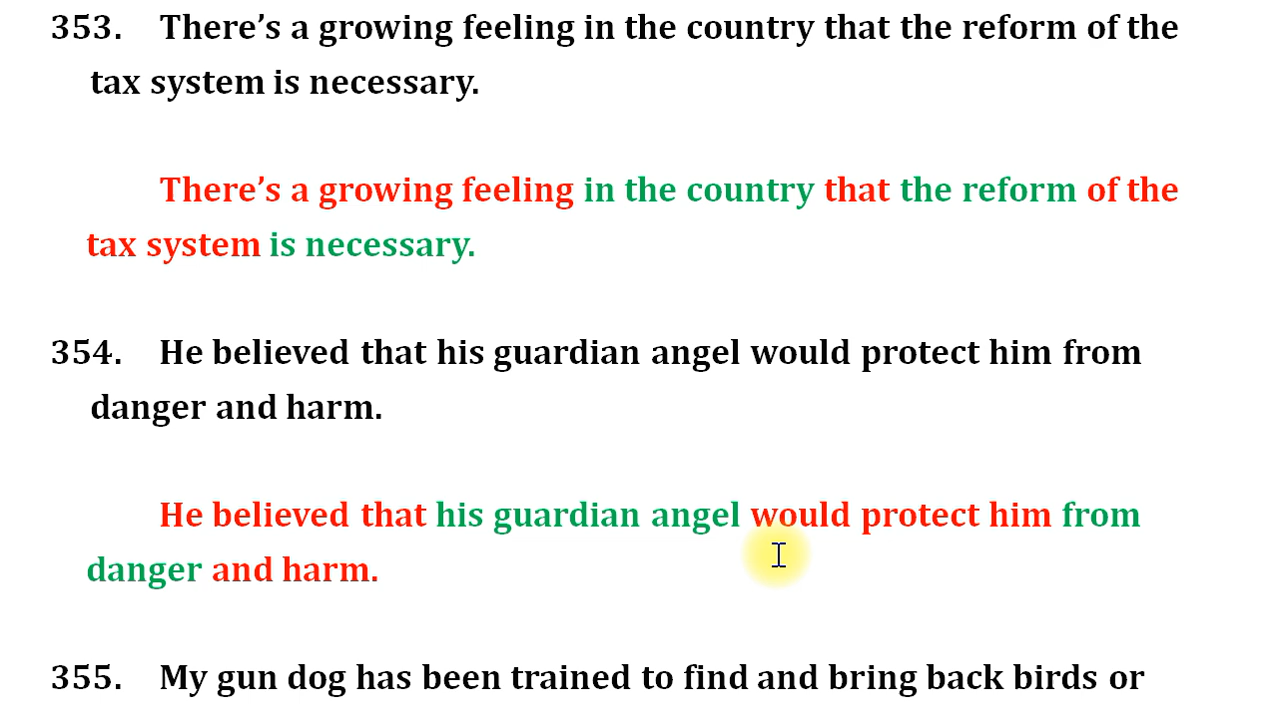 353. There’s a growing feeling in the country that the reform of the
tax system is necessary.
There’s a growing feeling in the country that the reform of the
tax system is necessary.
354. He believed that his guardian angel would protect him from
danger and harm.
He believed that his guardian angel would protect him from
danger and harm.
355. My gun dog has been trained to find and bring back birds or